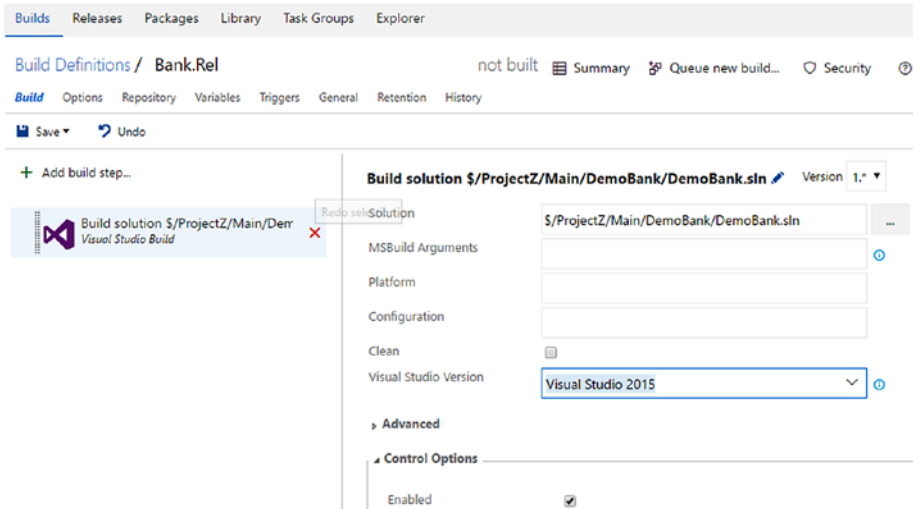 Builds Releases Packages Library Task Groups Explorer
Build Definitions / Bank.Rel not built Summary Queue new build... Security
Build Options Repository Variables Triggers General Retention History
Save Undo
Add build step...
Build solution $/ProjectZ/Main/DemoBank/DemoBank.sln Version 1.*
Build solution $/ProjectZ/Main/Dem
Visual Studio Build
Redo sele
Solution $/ProjectZ/Main/DemoBank/DemoBank.sln ...
MSBuild Arguments
Platform
Configuration
Clean
Visual Studio Version Visual Studio 2015
Advanced
Control Options
Enabled